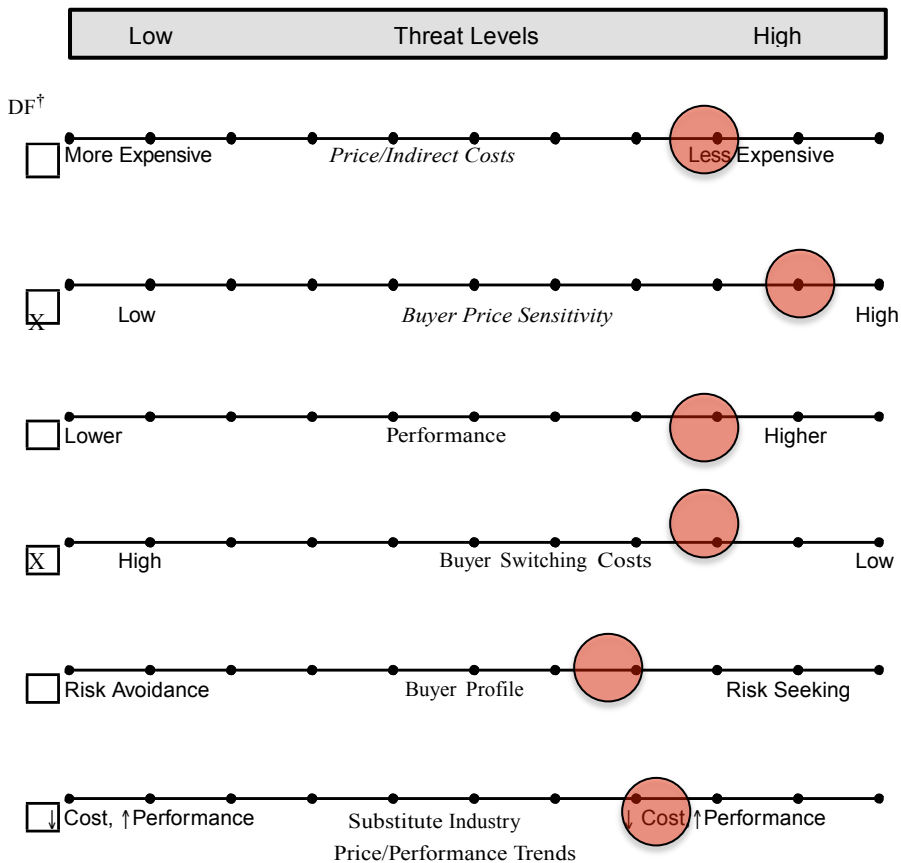 Low Threat Levels High
DF†
More Expensive Price/Indirect Costs Less Expensive
X Low Buyer Price Sensitivity High
Lower Performance Higher
X High Buyer Switching Costs Low
Risk Avoidance Buyer Profile Risk Seeking
↓ Cost, ↑Performance Substitute Industry ↓ Cost,↑Performance
Price/Performance Trends